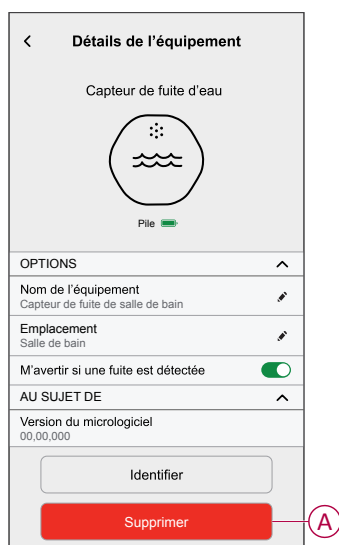 Détails de l’équipement
Capteur de fuite d’eau
Pile
OPTIONS
Nom de l’équipement
Capteur de fuite de salle de bain
Emplacement
Salle de bain
M’avertir si une fuite est détectée
AU SUJET DE
Version du micrologiciel
00,00,000
Identifier
Supprimer
A